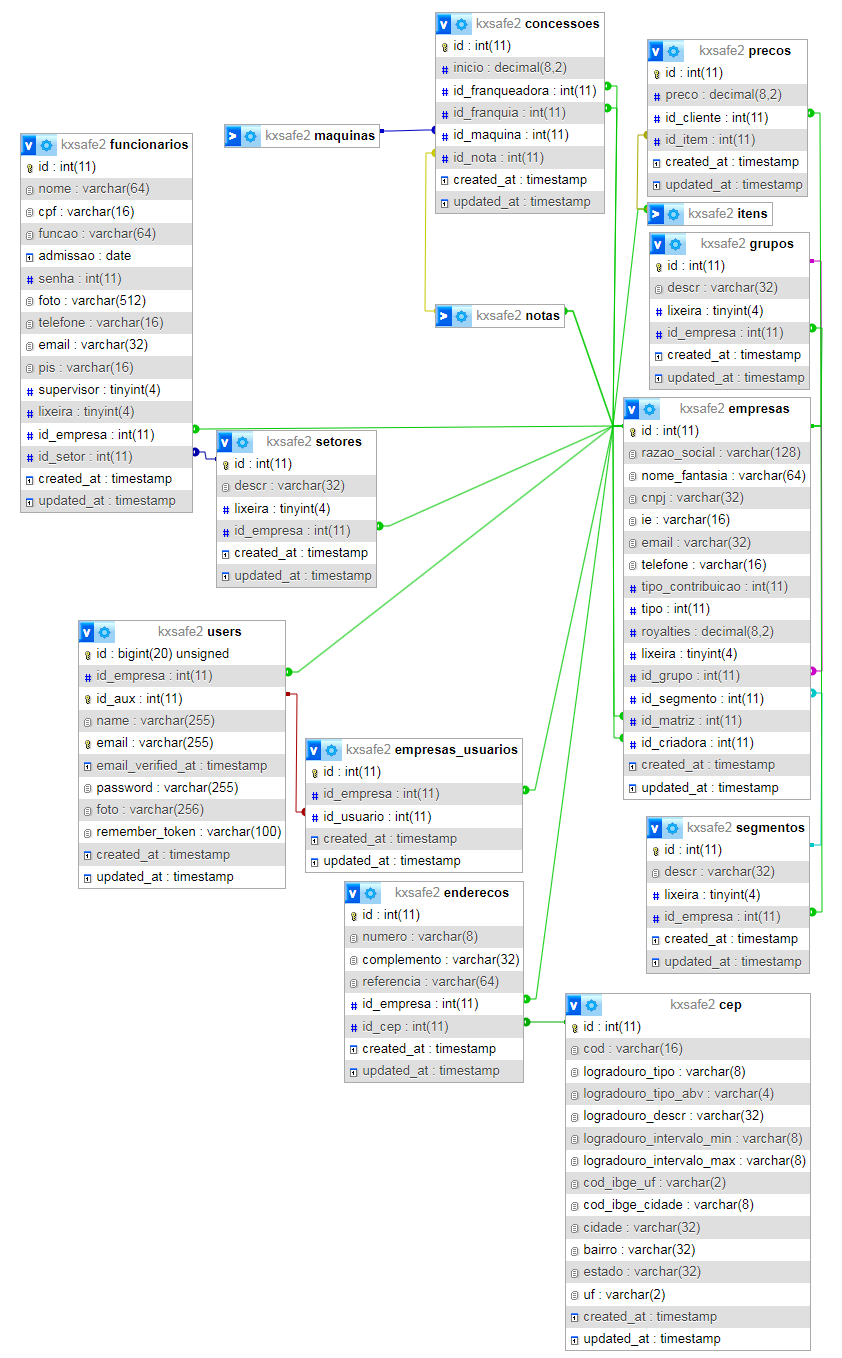 kxsafe2 concessoes
id : int(11)
inicio : decimal(8,2)
id_franqueadora : int(11)
id_franquia : int(11)
id_maquina : int(11)
id_nota : int(11)
created_at : timestamp
updated_at : timestamp
kxsafe2 precos
id : int(11)
preco : decimal(8,2)
id_cliente : int(11)
id_item : int(11)
created_at : timestamp
updated_at : timestamp
kxsafe2 maquinas
kxsafe2 funcionarios
id : int(11)
nome : varchar(64)
cpf : varchar(16)
funcao : varchar(64)
admissao : date
senha : int(11)
foto : varchar(512)
telefone : varchar(16)
email : varchar(32)
pis : varchar(16)
supervisor : tinyint(4)
lixeira : tinyint(4)
id_empresa : int(11)
id_setor : int(11)
created_at : timestamp
updated_at : timestamp
kxsafe2 itens
kxsafe2 grupos
id : int(11)
descr : varchar(32)
lixeira : tinyint(4)
id_empresa : int(11)
created_at : timestamp
updated_at : timestamp
kxsafe2 notas
kxsafe2 empresas
id : int(11)
razao_social : varchar(128)
nome_fantasia : varchar(64)
cnpj : varchar(32)
ie : varchar(16)
email : varchar(32)
telefone : varchar(16)
tipo_contribuicao : int(11)
tipo : int(11)
royalties : decimal(8,2)
lixeira : tinyint(4)
id_grupo : int(11)
id_segmento : int(11)
id_matriz : int(11)
id_criadora : int(11)
created_at : timestamp
updated_at : timestamp
kxsafe2 setores
id : int(11)
descr : varchar(32)
lixeira : tinyint(4)
id_empresa : int(11)
created_at : timestamp
updated_at : timestamp
kxsafe2 users
id : bigint(20) unsigned
id_empresa : int(11)
id_aux : int(11)
name : varchar(255)
email : varchar(255)
email_verified_at : timestamp
password : varchar(255)
foto : varchar(256)
remember_token : varchar(100)
created_at : timestamp
updated_at : timestamp
kxsafe2 empresas_usuarios
id : int(11)
id_empresa : int(11)
id_usuario : int(11)
created_at : timestamp
updated_at : timestamp
kxsafe2 segmentos
id : int(11)
descr : varchar(32)
lixeira : tinyint(4)
id_empresa : int(11)
created_at : timestamp
updated_at : timestamp
kxsafe2 enderecos
id : int(11)
numero : varchar(8)
complemento : varchar(32)
referencia : varchar(64)
id_empresa : int(11)
id_cep : int(11)
created_at : timestamp
updated_at : timestamp
kxsafe2 cep
id : int(11)
cod : varchar(16)
logradouro_tipo : varchar(8)
logradouro_tipo_abv : varchar(4)
logradouro_descr : varchar(32)
logradouro_intervalo_min : varchar(8)
logradouro_intervalo_max : varchar(8)
cod_ibge_uf : varchar(2)
cod_ibge_cidade : varchar(8)
cidade : varchar(32)
bairro : varchar(32)
estado : varchar(32)
uf : varchar(2)
created_at : timestamp
updated_at : timestamp